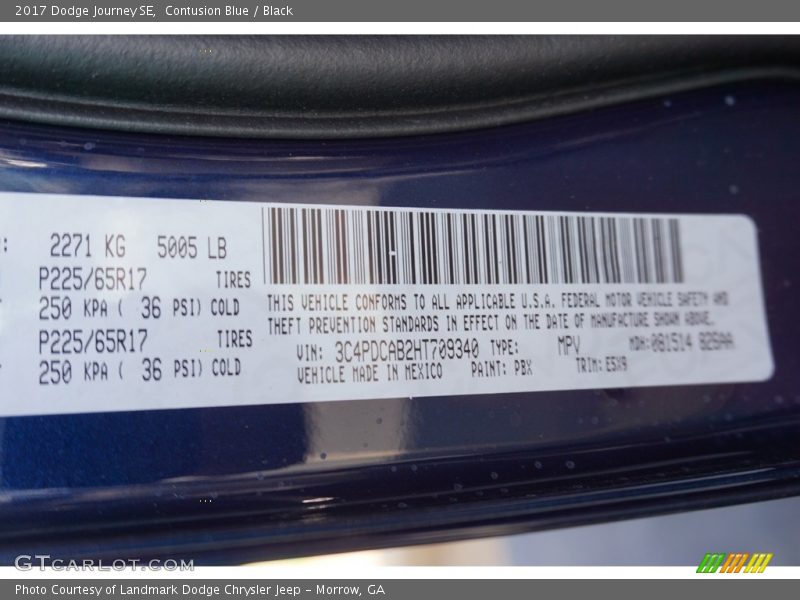 2017 Dodge Journey SE, Contusion Blue / Black
: 2271 KG 5005 LB
P225/65R17 TIRES
250 KPA ( 36 PSI) COLD
P225/65R17 TIRES
250 KPA ( 36 PSI) COLD
THIS VEHICLE CONFORMS TO ALL APPLICABLE U.S.A. FEDERAL MOTOR VEHICLE SAFETY AND
THEFT PREVENTION STANDARDS IN EFFECT ON THE DATE OF MANUFACTURE SHOWN ABOVE.
VIN: 3C4PDCAB2HT709340 TYPE: MPV MDH:
VEHICLE MADE IN MEXICO PAINT: PBX TRIM: ESX9
GTCARLOT.COM
Photo Courtesy of Landmark Dodge Chrysler Jeep – Morrow, GA